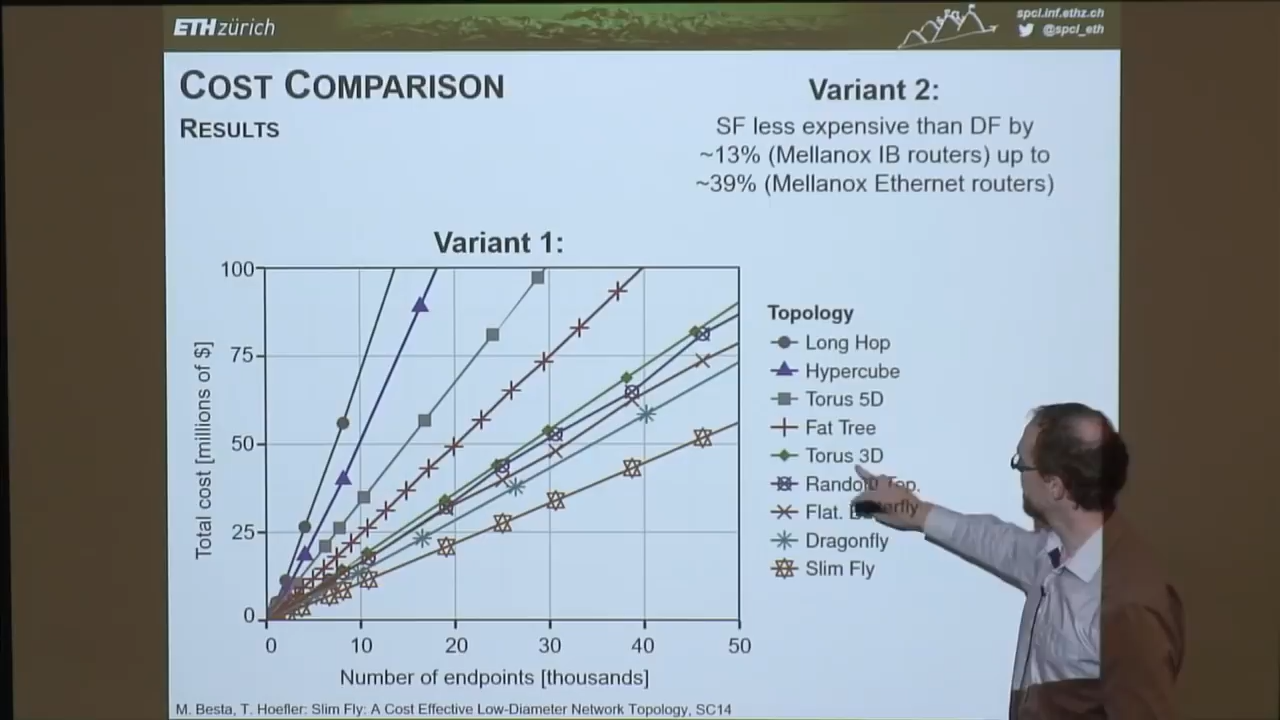 ETHzürich
spcl.inf.ethz.ch
@spcl_eth
COST COMPARISON
RESULTS
Variant 2:
SF less expensive than DF by
~13% (Mellanox IB routers) up to
~39% (Mellanox Ethernet routers)
Variant 1:
Total cost [millions of $]
100
75
50
25
0
0 10 20 30 40 50
Number of endpoints [thousands]
Topology
Long Hop
Hypercube
Torus 5D
Fat Tree
Torus 3D
Random Top.
Flat.
Dragonfly
Slim Fly
M. Besta, T. Hoefler: Slim Fly: A Cost Effective Low-Diameter Network Topology, SC14